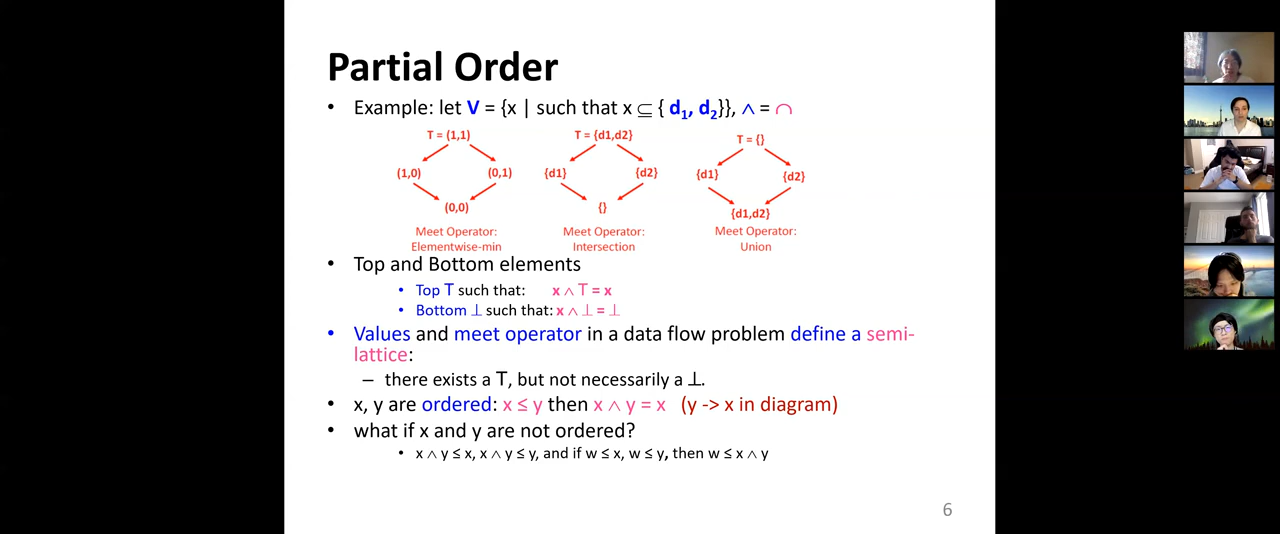 Partial Order
• Example: let V = {x | such that x ⊆ { d1, d2}}, ∧ = ∩
T = (1,1)
(1,0) (0,1)
(0,0)
Meet Operator:
Elementwise-min
T = {d1,d2}
{d1} {d2}
{}
Meet Operator:
Intersection
T = {}
{d1} {d2}
{d1,d2}
Meet Operator:
Union
• Top and Bottom elements
• Top T such that: x ∧ T = x
• Bottom ⊥ such that: x ∧ ⊥ = ⊥
• Values and meet operator in a data flow problem define a semi-
lattice:
– there exists a T, but not necessarily a ⊥.
• x, y are ordered: x ≤ y then x ∧ y = x (y -> x in diagram)
• what if x and y are not ordered?
• x ∧ y ≤ x, x ∧ y ≤ y, and if w ≤ x, w ≤ y, then w ≤ x ∧ y
6